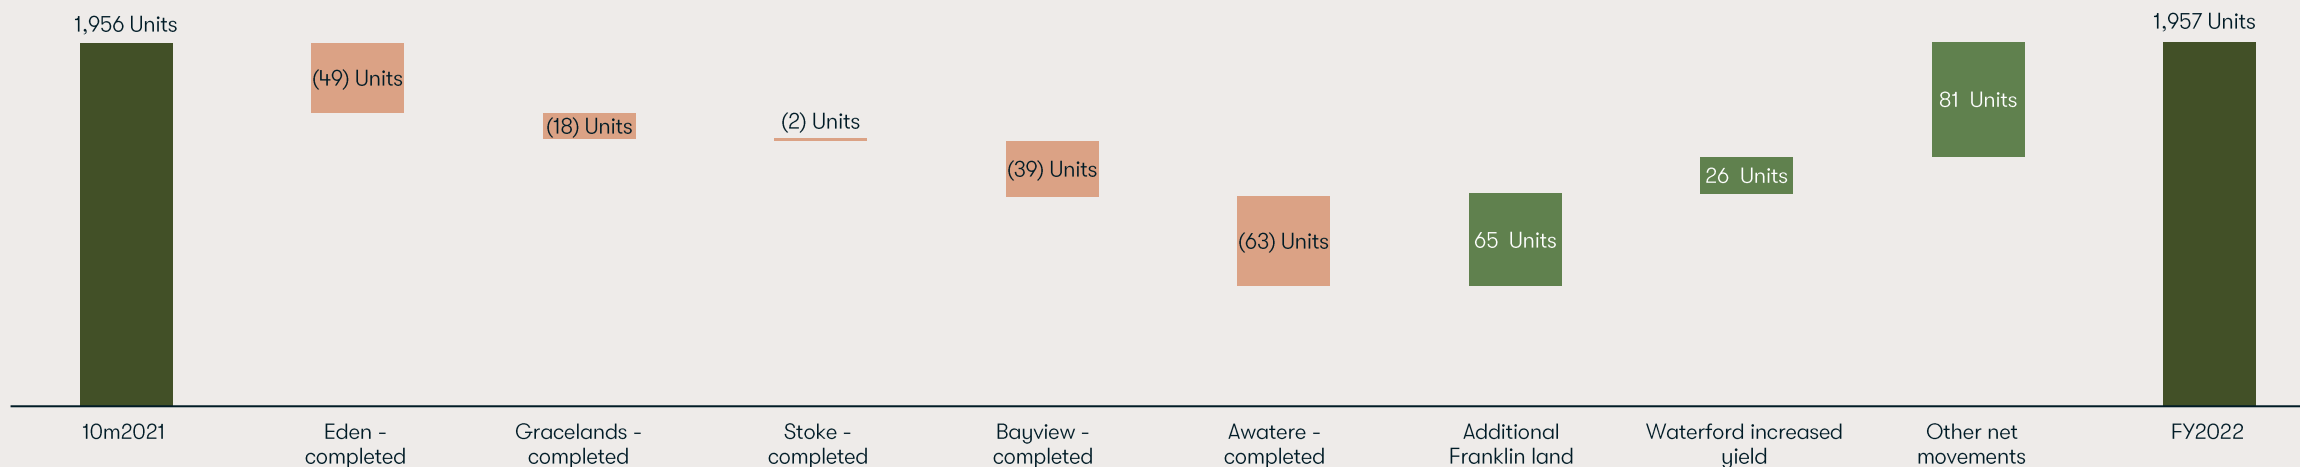 1,956 Units
1,957 Units
(49) Units
(18) Units
(2) Units
(39) Units
(63) Units
65 Units
26 Units
81 Units
10m2021
Eden -
completed
Gracelands -
completed
Stoke -
completed
Bayview -
completed
Awatere -
completed
Additional
Franklin land
Waterford increased
yield
Other net
movements
FY2022